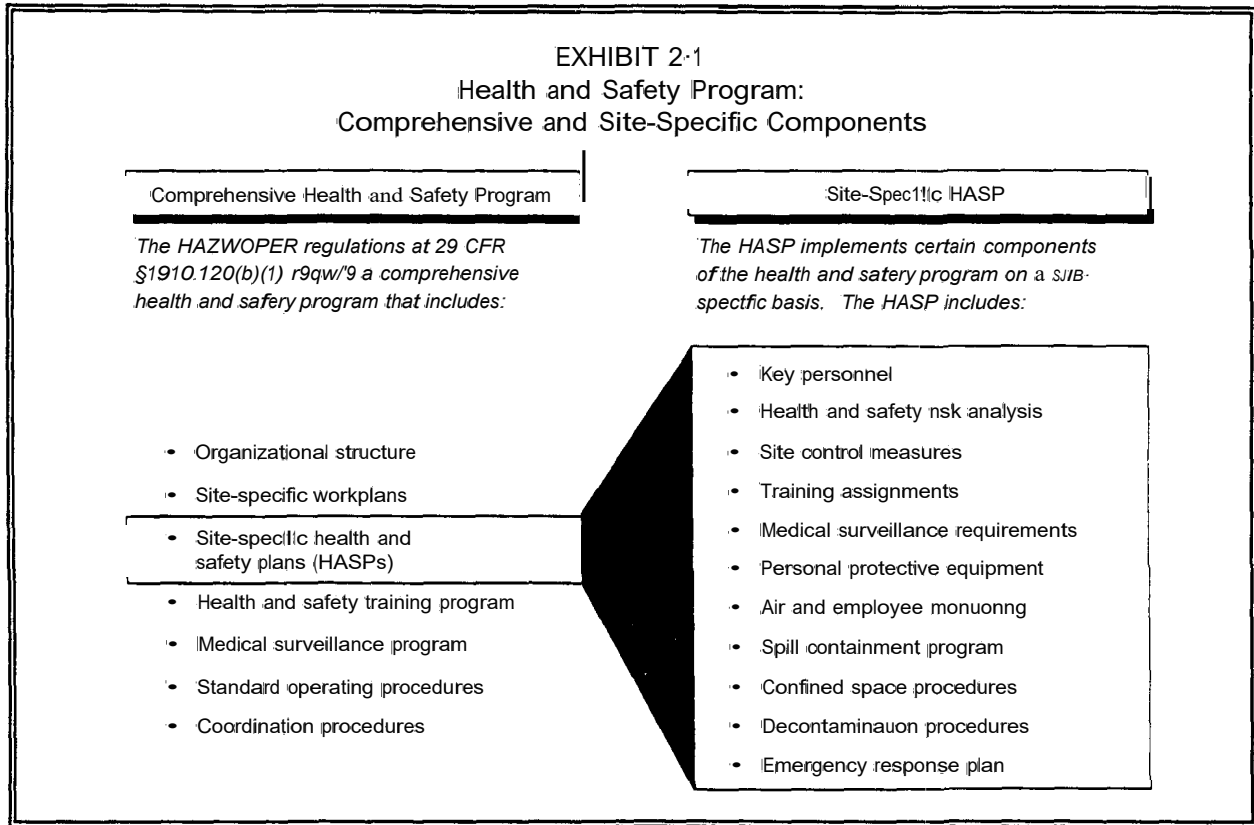 EXHIBIT 2·1
Health and Safety Program:
Comprehensive and Site-Specific Components
Comprehensive Health and Safety Program
The HAZWOPER regulations at 29 CFR
§1910.120(b)(1) r9qw/'9 a comprehensive
health and safery program that includes:
• Organizational structure
• Site-specific workplans
• Site-specific health and
safety plans (HASPs)
• Health and safety training program
• Medical surveillance program
• Standard operating procedures
• Coordination procedures
Site-Spec1!!c HASP
The HASP implements certain components
of the health and satery program on a SJIB-
spectfic basis. The HASP includes:
• Key personnel
• Health and safety nsk analysis
• Site control measures
• Training assignments
• Medical surveillance requirements
• Personal protective equipment
• Air and employee monuonng
• Spill containment program
• Confined space procedures
• Decontaminauon procedures
• Emergency response plan